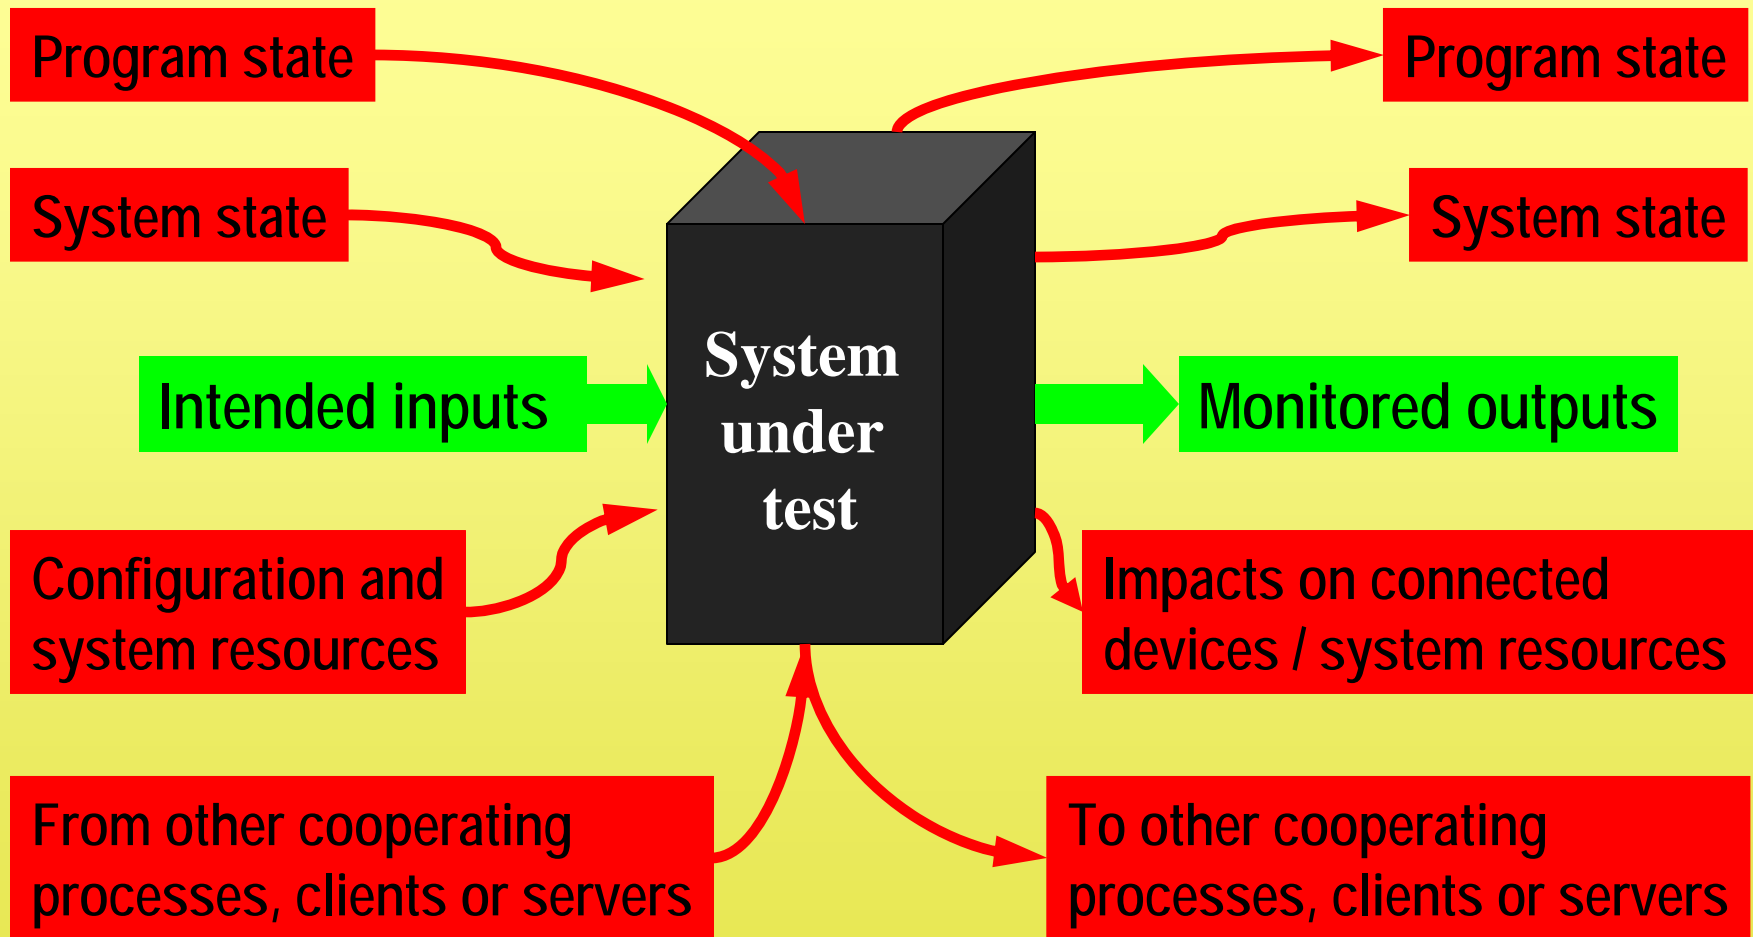 Program state
Program state
System state
System state
System
under
test
Intended inputs
Monitored outputs
Configuration and
system resources
Impacts on connected
devices / system resources
From other cooperating
processes, clients or servers
To other cooperating
processes, clients or servers